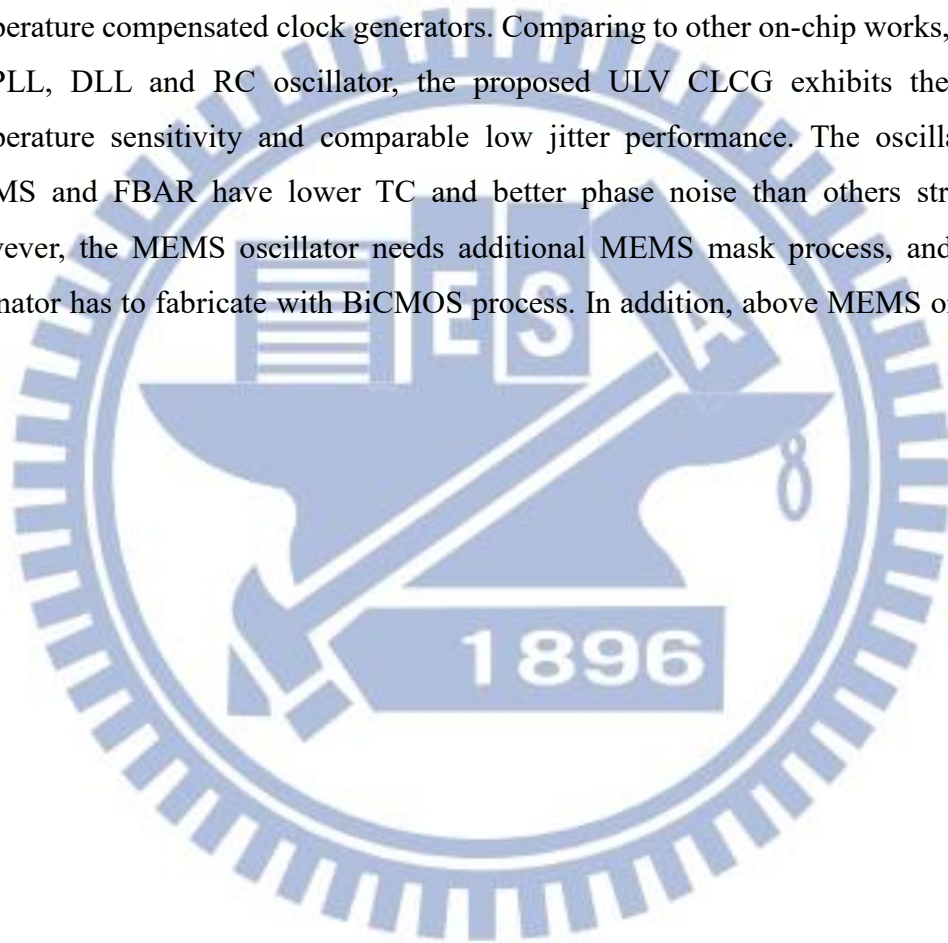 perature compensated clock generators. Comparing to other on-chip works,
PLL, DLL and RC oscillator, the proposed ULV CLCG exhibits the
perature sensitivity and comparable low jitter performance. The oscilla
MS and FBAR have lower TC and better phase noise than others str
vever, the MEMS oscillator needs additional MEMS mask process, and
nator has to fabricate with BiCMOS process. In addition, above MEMS o
E S A
1896